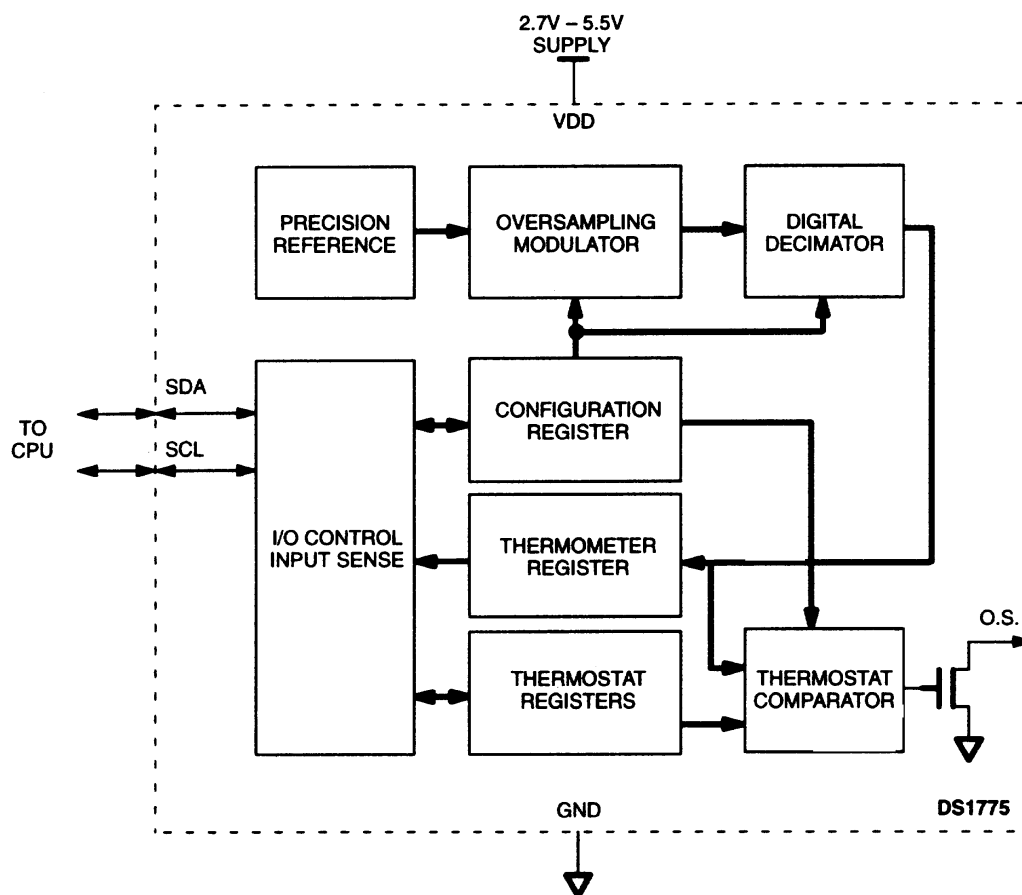 2.7V – 5.5V
SUPPLY
VDD
PRECISION
REFERENCE
OVERSAMPLING
MODULATOR
DIGITAL
DECIMATOR
SDA
TO
CPU
SCL
I/O CONTROL
INPUT SENSE
CONFIGURATION
REGISTER
THERMOMETER
REGISTER
THERMOSTAT
REGISTERS
THERMOSTAT
COMPARATOR
O.S.
GND
DS1775